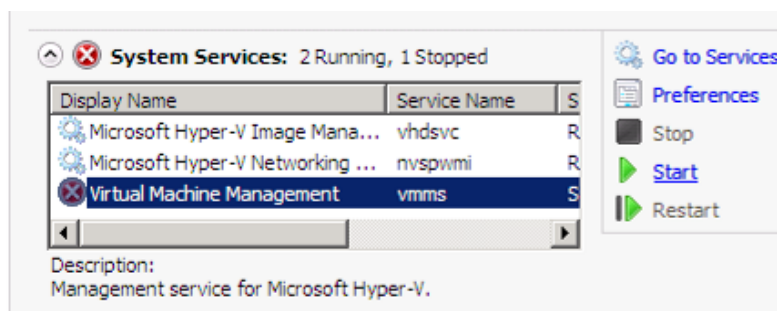 System Services: 2 Running, 1 Stopped
Display Name Service Name S
Microsoft Hyper-V Image Mana... vhdsvc R
Microsoft Hyper-V Networking ... nvspwmi R
Virtual Machine Management vmms S
Description:
Management service for Microsoft Hyper-V.
Go to Services
Preferences
Stop
Start
Restart